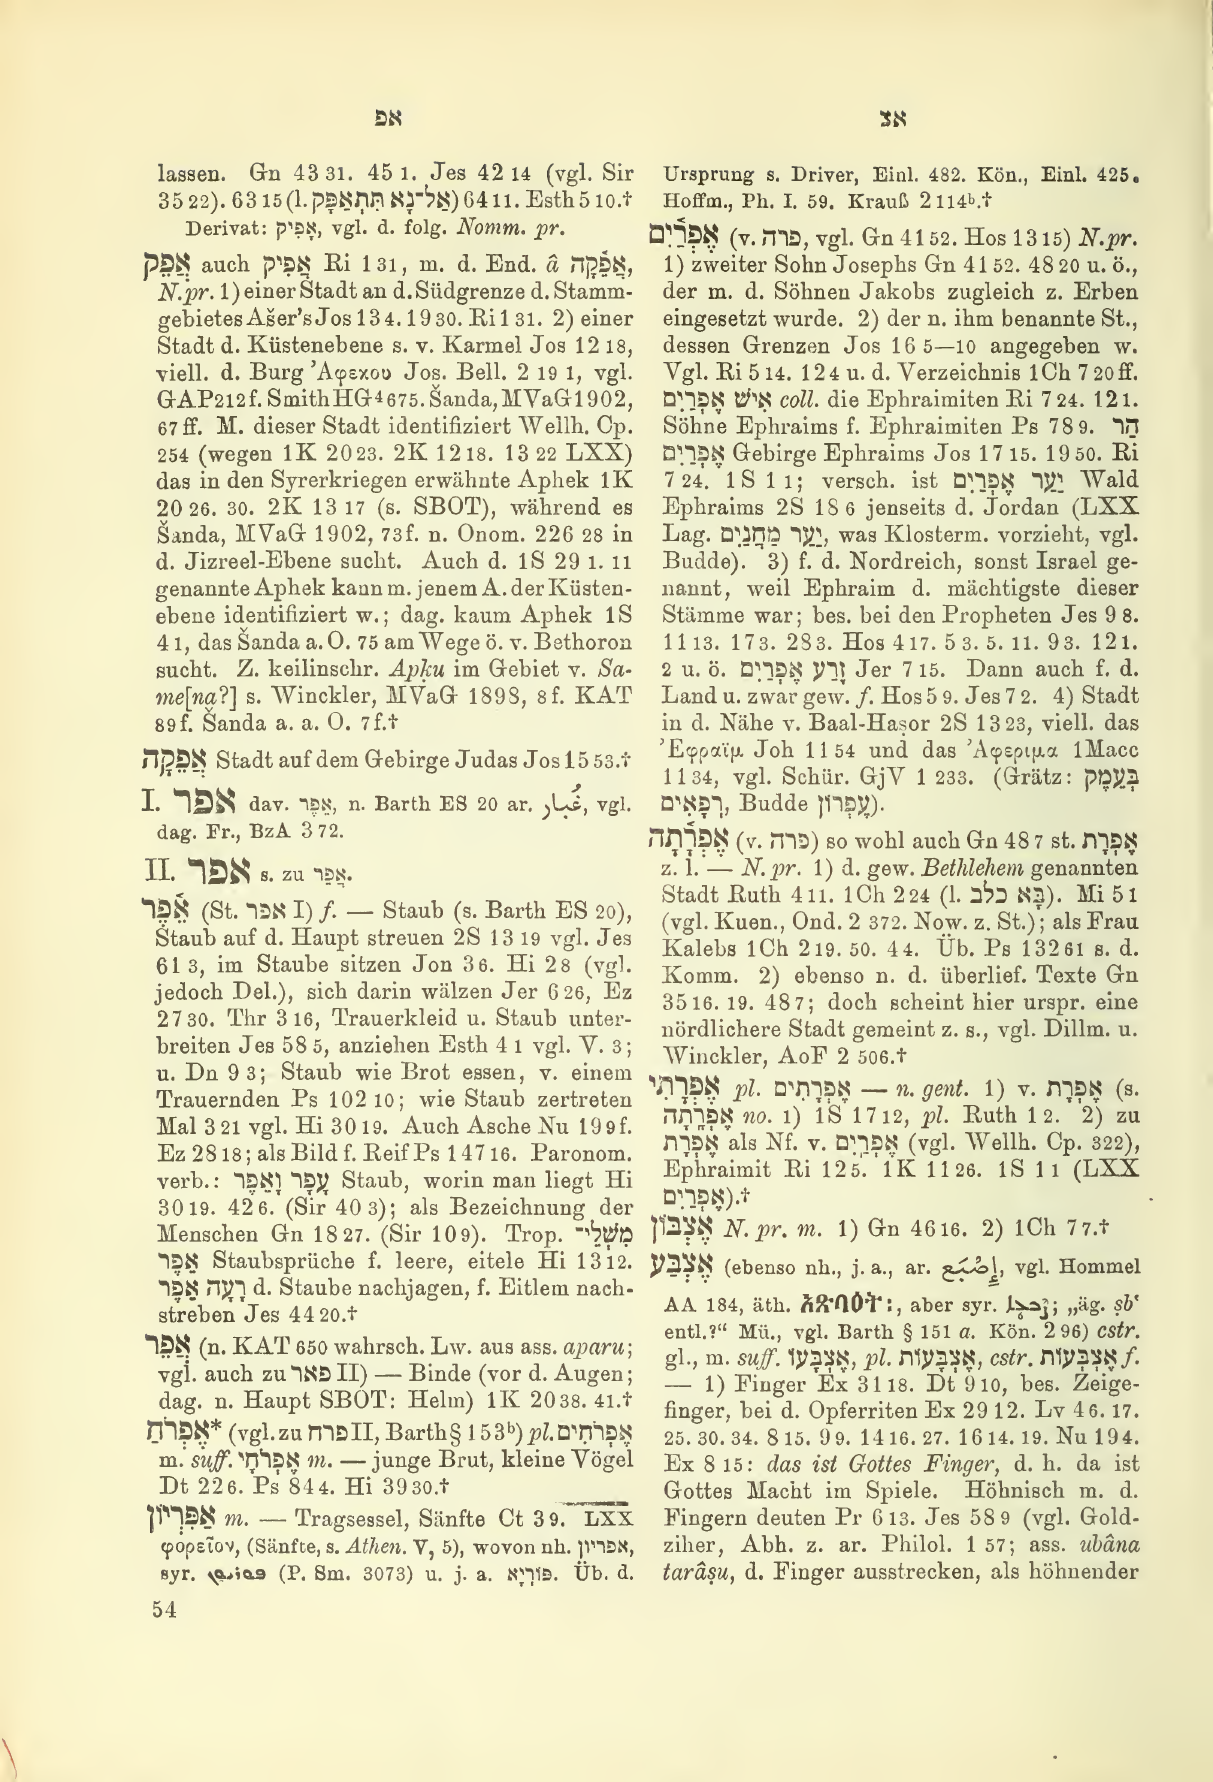 אפ
אצ
lassen. Gn 43 31. 45 1. Jes 42 14 (vgl. Sir
35 22). 63 15 (l. אַל־נָא תִּתְאַפָּק) 64 11. Esth 5 10.†
Derivat: אָפִיק, vgl. d. folg. Nomm. pr.
אֲפֵק auch אֲפִיק Ri 1 31, m. d. End. â אֲפֵ֫קָה,
N.pr. 1) einer Stadt an d. Südgrenze d. Stamm-
gebietes Ašer's Jos 13 4. 19 30. Ri 1 31. 2) einer
Stadt d. Küstenebene s. v. Karmel Jos 12 18,
viell. d. Burg Ἀφεκου Jos. Bell. 2 19 1, vgl.
GAP 212 f. Smith HG⁴ 675. Šanda, MVaG 1902,
67 ff. M. dieser Stadt identifiziert Wellh. Cp.
254 (wegen 1K 20 23. 2K 12 18. 13 22 LXX)
das in den Syrerkriegen erwähnte Aphek 1K
20 26. 30. 2K 13 17 (s. SBOT), während es
Šanda, MVaG 1902, 73 f. n. Onom. 226 28 in
d. Jizreel-Ebene sucht. Auch d. 1S 29 1. 11
genannte Aphek kann m. jenem A. der Küsten-
ebene identifiziert w.; dag. kaum Aphek 1S
4 1, das Šanda a. O. 75 am Wege ö. v. Bethoron
sucht. Z. keilinschr. Apḳu im Gebiet v. Sa-
me[na?] s. Winckler, MVaG 1898, 8 f. KAT
89 f. Šanda a. a. O. 7 f.†
אֲפֵקָה Stadt auf dem Gebirge Judas Jos 15 53.†
I. אפר dav. אֵפֶר, n. Barth ES 20 ar. غُبار, vgl.
dag. Fr., BzA 3 72.
II. אפר s. zu אֲפֵר.
אֵ֫פֶר (St. אפר I) f. — Staub (s. Barth ES 20),
Staub auf d. Haupt streuen 2S 13 19 vgl. Jes
61 3, im Staube sitzen Jon 3 6. Hi 2 8 (vgl.
jedoch Del.), sich darin wälzen Jer 6 26, Ez
27 30. Thr 3 16, Trauerkleid u. Staub unter-
breiten Jes 58 5, anziehen Esth 4 1 vgl. V. 3;
u. Dn 9 3; Staub wie Brot essen, v. einem
Trauernden Ps 102 10; wie Staub zertreten
Mal 3 21 vgl. Hi 30 19. Auch Asche Nu 19 9 f.
Ez 28 18; als Bild f. Reif Ps 147 16. Paronom.
verb.: עָפָר וָאֵפֶר Staub, worin man liegt Hi
30 19. 42 6. (Sir 40 3); als Bezeichnung der
Menschen Gn 18 27. (Sir 10 9). Trop. מִשְׁלֵי־
אֵפֶר Staubsprüche f. leere, eitele Hi 13 12.
רָעָה אֵפֶר d. Staube nachjagen, f. Eitlem nach-
streben Jes 44 20.†
אֲפֵר (n. KAT 650 wahrsch. Lw. aus ass. aparu;
vgl. auch zu פאר II) — Binde (vor d. Augen;
dag. n. Haupt SBOT: Helm) 1K 20 38. 41.†
אֶפְרֹחַ* (vgl. zu פרח II, Barth § 153ᵇ) pl. אֶפְרֹחִים
m. suff. אֶפְרֹחָי m. — junge Brut, kleine Vögel
Dt 22 6. Ps 84 4. Hi 39 30.†
אַפִּרְיוֹן m. — Tragsessel, Sänfte Ct 3 9. LXX
φορεῖον, (Sänfte, s. Athen. V, 5), wovon nh. אפריון,
syr. (P. Sm. 3073) u. j. a. פּוּרְיָא. Üb. d.
54
Ursprung s. Driver, Einl. 482. Kön., Einl. 425.
Hoffm., Ph. I. 59. Krauß 2 114ᵇ.†
אֶפְרַ֫יִם (v. פרה, vgl. Gn 41 52. Hos 13 15) N.pr.
1) zweiter Sohn Josephs Gn 41 52. 48 20 u. ö.,
der m. d. Söhnen Jakobs zugleich z. Erben
eingesetzt wurde. 2) der n. ihm benannte St.,
dessen Grenzen Jos 16 5—10 angegeben w.
Vgl. Ri 5 14. 12 4 u. d. Verzeichnis 1Ch 7 20 ff.
אִישׁ אֶפְרַיִם coll. die Ephraimiten Ri 7 24. 12 1.
Söhne Ephraims f. Ephraimiten Ps 78 9. הַר
אֶפְרַיִם Gebirge Ephraims Jos 17 15. 19 50. Ri
7 24. 1S 1 1; versch. ist יַעַר אֶפְרַיִם Wald
Ephraims 2S 18 6 jenseits d. Jordan (LXX
Lag. יַעַר מַחֲנַיִם, was Klosterm. vorzieht, vgl.
Budde). 3) f. d. Nordreich, sonst Israel ge-
nannt, weil Ephraim d. mächtigste dieser
Stämme war; bes. bei den Propheten Jes 9 8.
11 13. 17 3. 28 3. Hos 4 17. 5 3. 5. 11. 9 3. 12 1.
2 u. ö. זֶרַע אֶפְרַיִם Jer 7 15. Dann auch f. d.
Land u. zwar gew. f. Hos 5 9. Jes 7 2. 4) Stadt
in d. Nähe v. Baal-Haṣor 2S 13 23, viell. das
Ἐφραΐμ Joh 11 54 und das Ἀφεριμα 1Macc
11 34, vgl. Schür. GjV 1 233. (Grätz: בְּעֵמֶק
רְפָאִים, Budde עֶפְרוֹן).
אֶפְרָ֫תָה (v. פרה) so wohl auch Gn 48 7 st. אֶפְרָת
z. l. — N.pr. 1) d. gew. Bethlehem genannten
Stadt Ruth 4 11. 1Ch 2 24 (l. בָּא כלב). Mi 5 1
(vgl. Kuen., Ond. 2 372. Now. z. St.); als Frau
Kalebs 1Ch 2 19. 50. 4 4. Üb. Ps 132 6 1 s. d.
Komm. 2) ebenso n. d. überlief. Texte Gn
35 16. 19. 48 7; doch scheint hier urspr. eine
nördlichere Stadt gemeint z. s., vgl. Dillm. u.
Winckler, AoF 2 506.†
אֶפְרָתִי pl. אֶפְרָתִים — n. gent. 1) v. אֶפְרָת (s.
אֶפְרָתָה no. 1) 1S 17 12, pl. Ruth 1 2. 2) zu
אֶפְרָת als Nf. v. אֶפְרַיִם (vgl. Wellh. Cp. 322),
Ephraimit Ri 12 5. 1K 11 26. 1S 1 1 (LXX
אֶפְרַיִם).†
אֶצְבּוֹן N.pr. m. 1) Gn 46 16. 2) 1Ch 7 7.†
אֶצְבַּע (ebenso nh., j. a., ar. إِصْبَع, vgl. Hommel
AA 184, äth. አጽባዕት:, aber syr. ܨܒܥܐ; „äg. ṣb‘
entl.?“ Mü., vgl. Barth § 151 a. Kön. 2 96) cstr.
gl., m. suff. אֶצְבָּעוֹ, pl. אֶצְבָּעוֹת, cstr. אֶצְבְּעוֹת f.
— 1) Finger Ex 31 18. Dt 9 10, bes. Zeige-
finger, bei d. Opferriten Ex 29 12. Lv 4 6. 17.
25. 30. 34. 8 15. 9 9. 14 16. 27. 16 14. 19. Nu 19 4.
Ex 8 15: das ist Gottes Finger, d. h. da ist
Gottes Macht im Spiele. Höhnisch m. d.
Fingern deuten Pr 6 13. Jes 58 9 (vgl. Gold-
ziher, Abh. z. ar. Philol. 1 57; ass. ubâna
tarâṣu, d. Finger ausstrecken, als höhnender